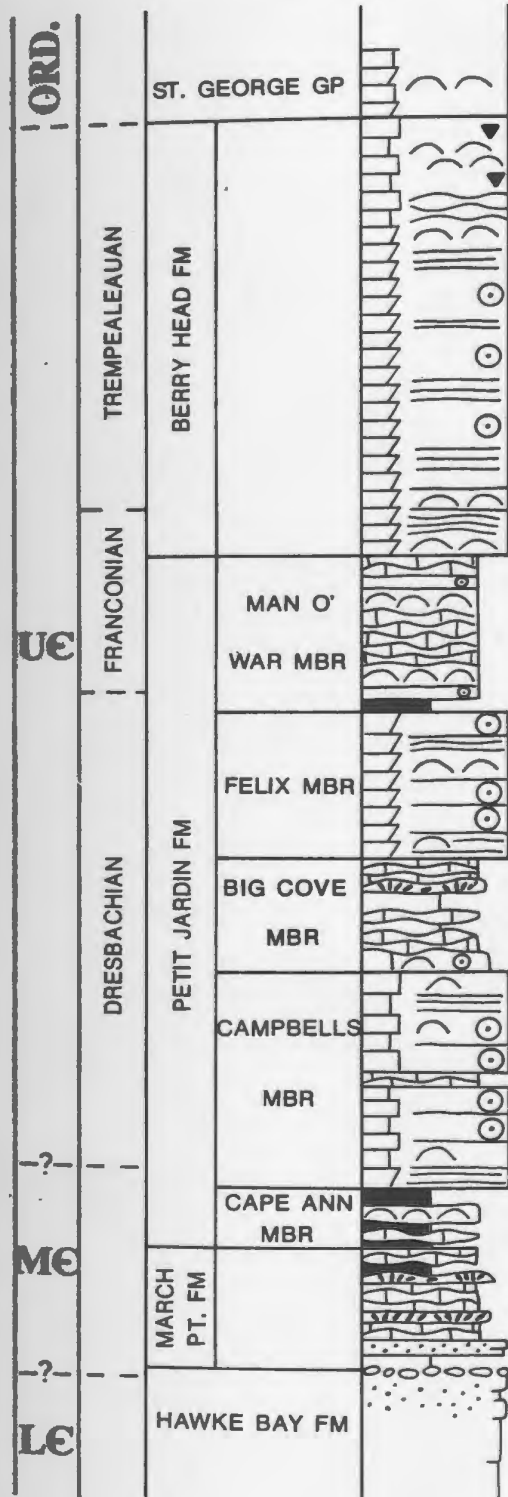 ORD.
ST. GEORGE GP
TREMPEALEAUAN
BERRY HEAD FM
UЄ
FRANCONIAN
MAN O'
WAR MBR
DRESBACHIAN
PETIT JARDIN FM
FELIX MBR
BIG COVE
MBR
CAMPBELLS
MBR
-?-
CAPE ANN
MBR
MЄ
MARCH
PT. FM
-?-
HAWKE BAY FM
LЄ